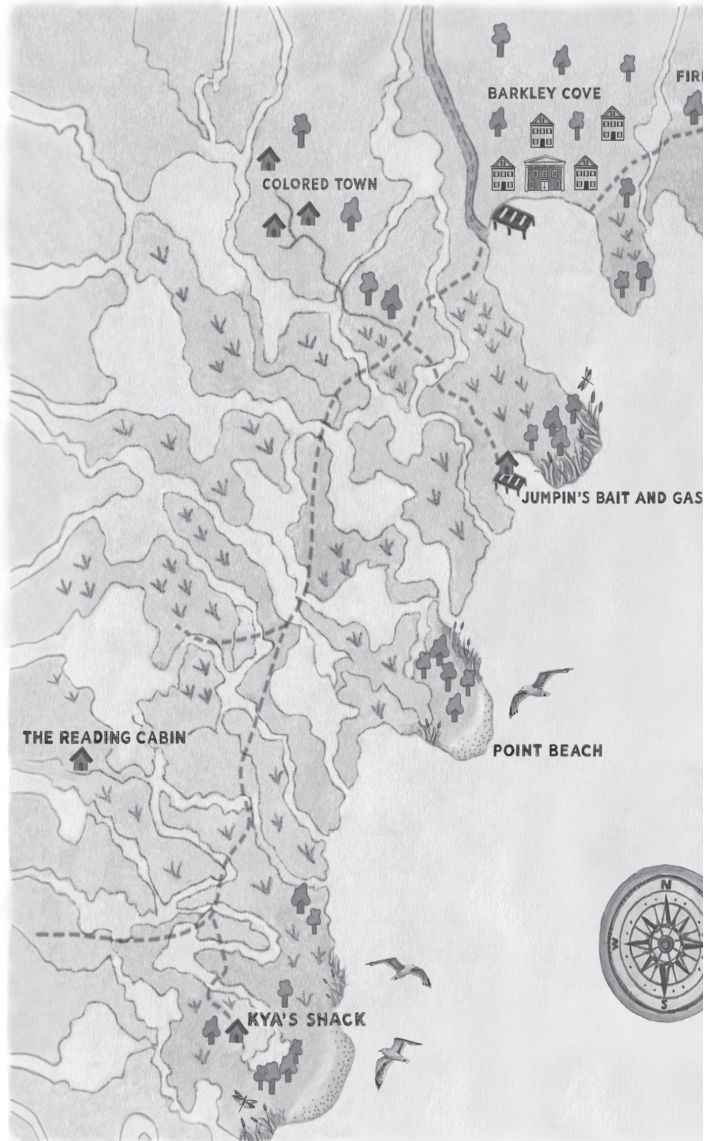 BARKLEY COVE
COLORED TOWN
JUMPIN'S BAIT AND GAS
POINT BEACH
THE READING CABIN
N
W
S
KYA'S SHACK